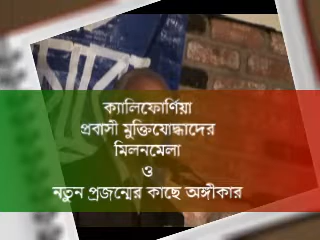 ক্যালিফোর্ণিয়া
প্রবাসী মুক্তিযোদ্ধাদের
মিলনমেলা
ও
নতুন প্রজন্মের কাছে অঙ্গীকার